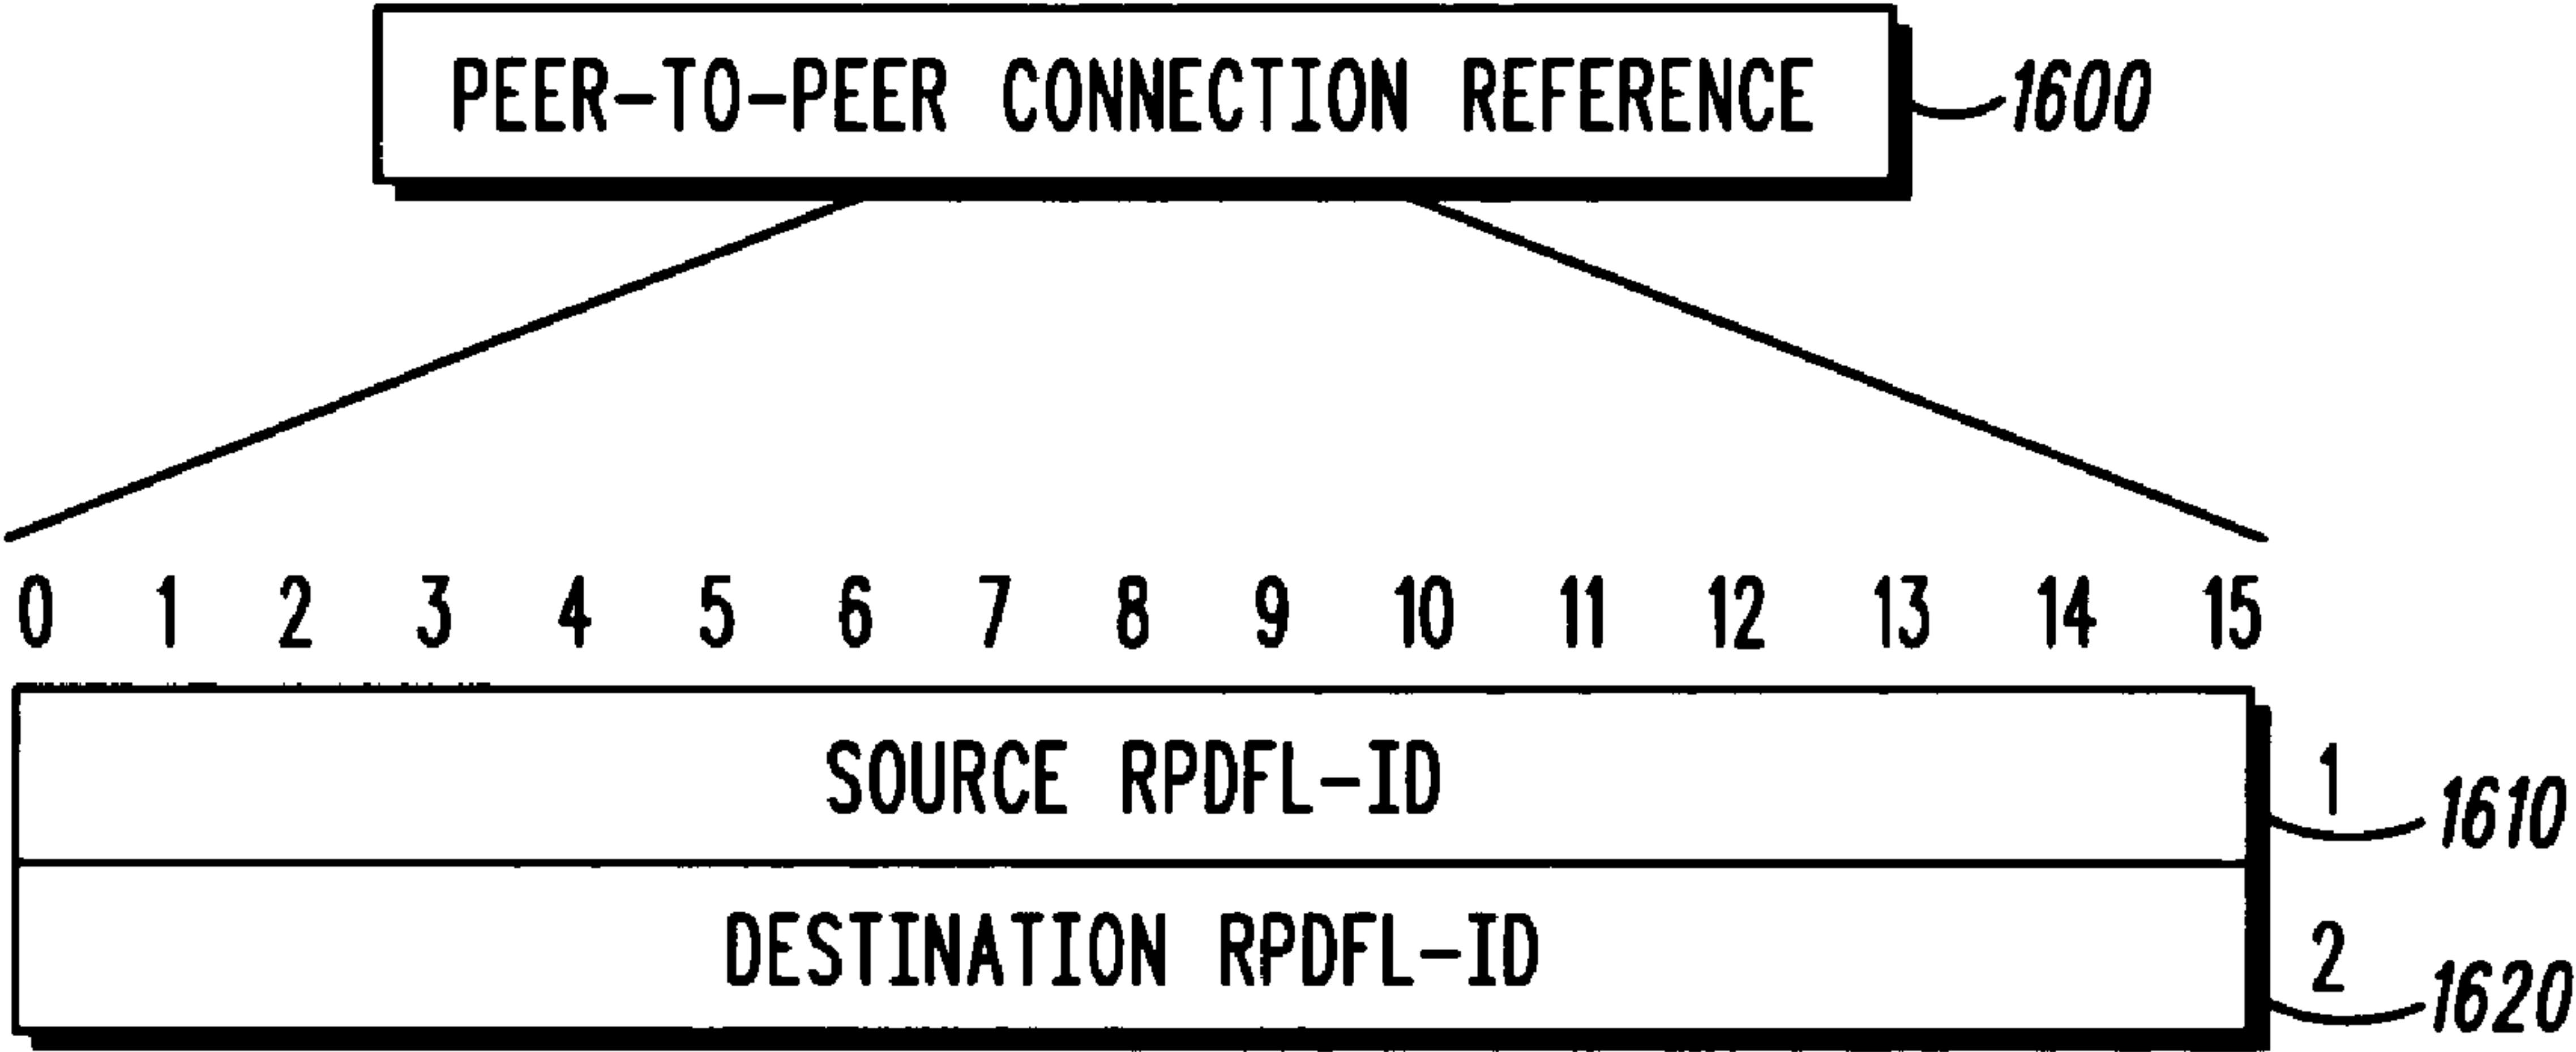 PEER-TO-PEER CONNECTION REFERENCE 1600
0 1 2 3 4 5 6 7 8 9 10 11 12 13 14 15
SOURCE RPDFL-ID 1 1610
DESTINATION RPDFL-ID 2 1620